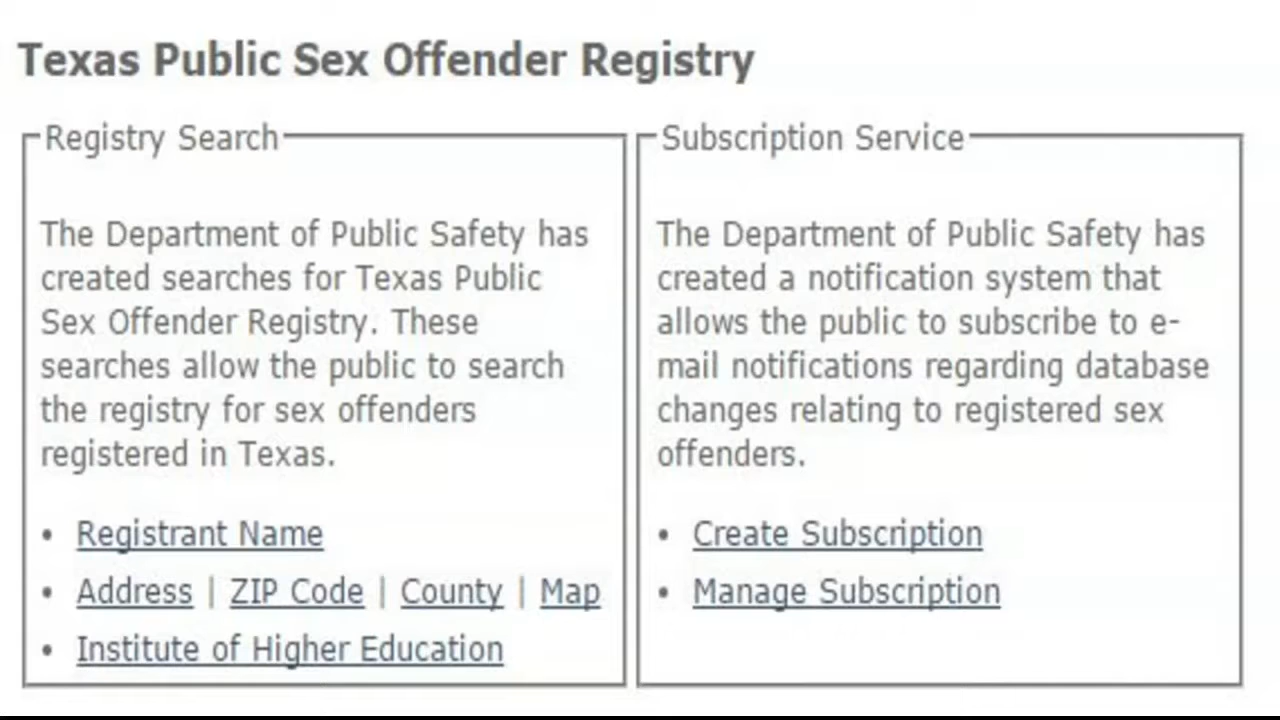 Texas Public Sex Offender Registry
Registry Search
The Department of Public Safety has
created searches for Texas Public
Sex Offender Registry. These
searches allow the public to search
the registry for sex offenders
registered in Texas.
• Registrant Name
• Address | ZIP Code | County | Map
• Institute of Higher Education
Subscription Service
The Department of Public Safety has
created a notification system that
allows the public to subscribe to e-
mail notifications regarding database
changes relating to registered sex
offenders.
• Create Subscription
• Manage Subscription